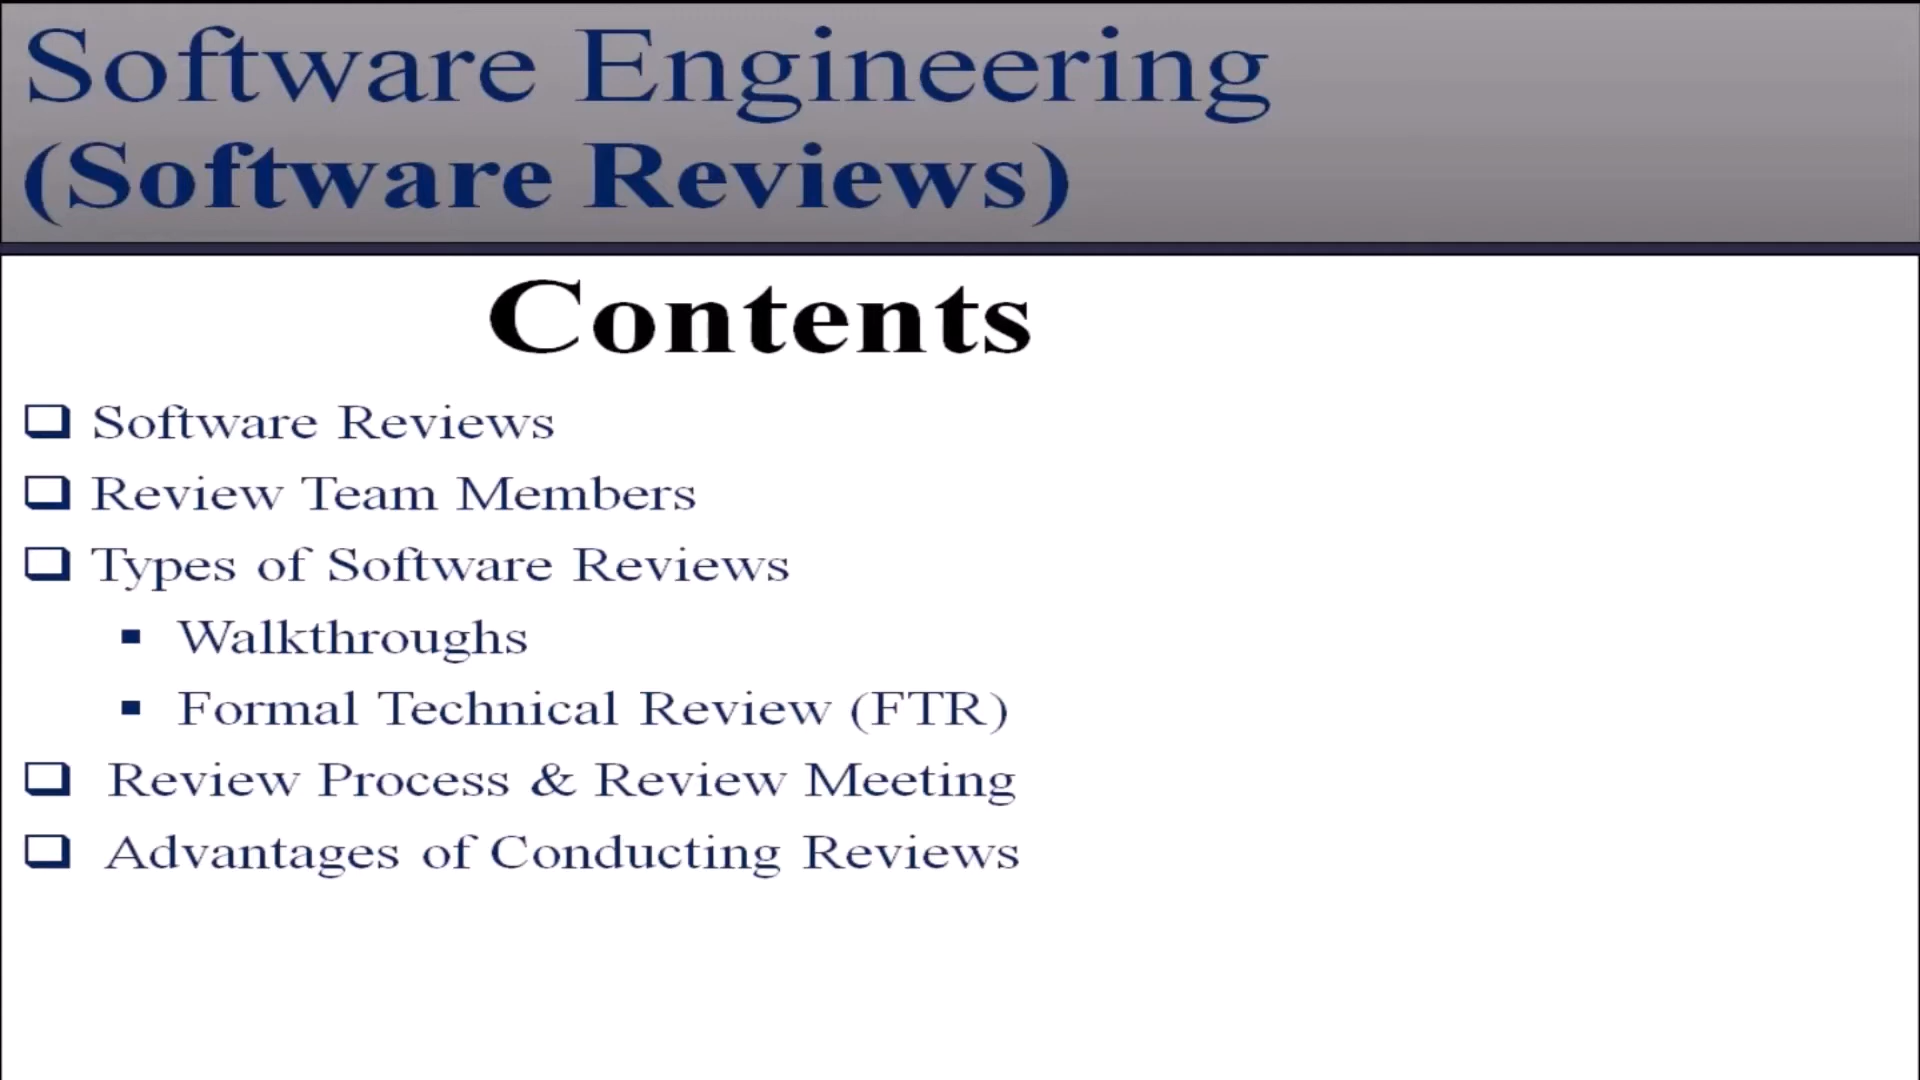 Software Engineering
(Software Reviews)
Contents
Software Reviews
Review Team Members
Types of Software Reviews
Walkthroughs
Formal Technical Review (FTR)
Review Process & Review Meeting
Advantages of Conducting Reviews